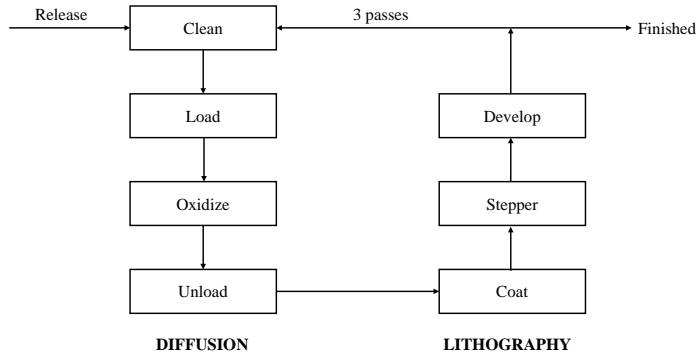 Release
Clean
3 passes
Finished
Load
Develop
Oxidize
Stepper
Unload
Coat
DIFFUSION
LITHOGRAPHY